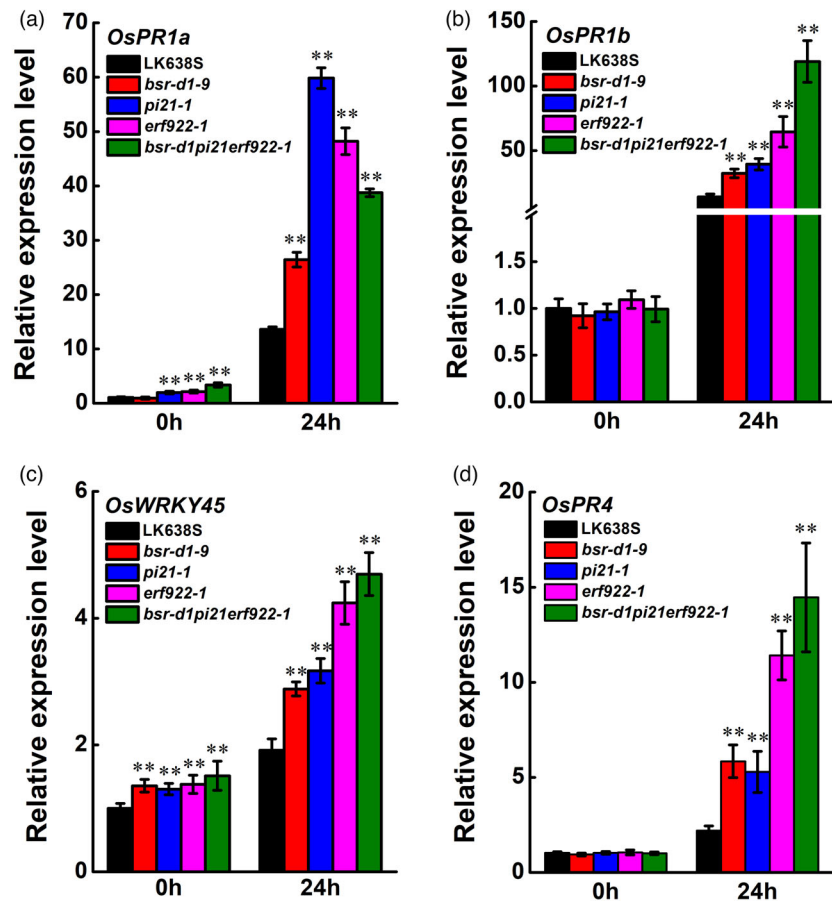 (a)
OsPR1a
LK638S
bsr-d1-9
pi21-1
erf922-1
bsr-d1pi21erf922-1
Relative expression level
70
60
50
40
30
20
10
0
** ** **
**
**
**
**
0h 24h
(b)
OsPR1b
LK638S
bsr-d1-9
pi21-1
erf922-1
bsr-d1pi21erf922-1
Relative expression level
150
100
50
1.5
1.0
0.5
0.0
**
**
**
**
0h 24h
(c)
OsWRKY45
LK638S
bsr-d1-9
pi21-1
erf922-1
bsr-d1pi21erf922-1
Relative expression level
6
4
2
0
** ** ** **
**
**
**
**
0h 24h
(d)
OsPR4
LK638S
bsr-d1-9
pi21-1
erf922-1
bsr-d1pi21erf922-1
Relative expression level
20
15
10
5
0
**
**
**
**
0h 24h